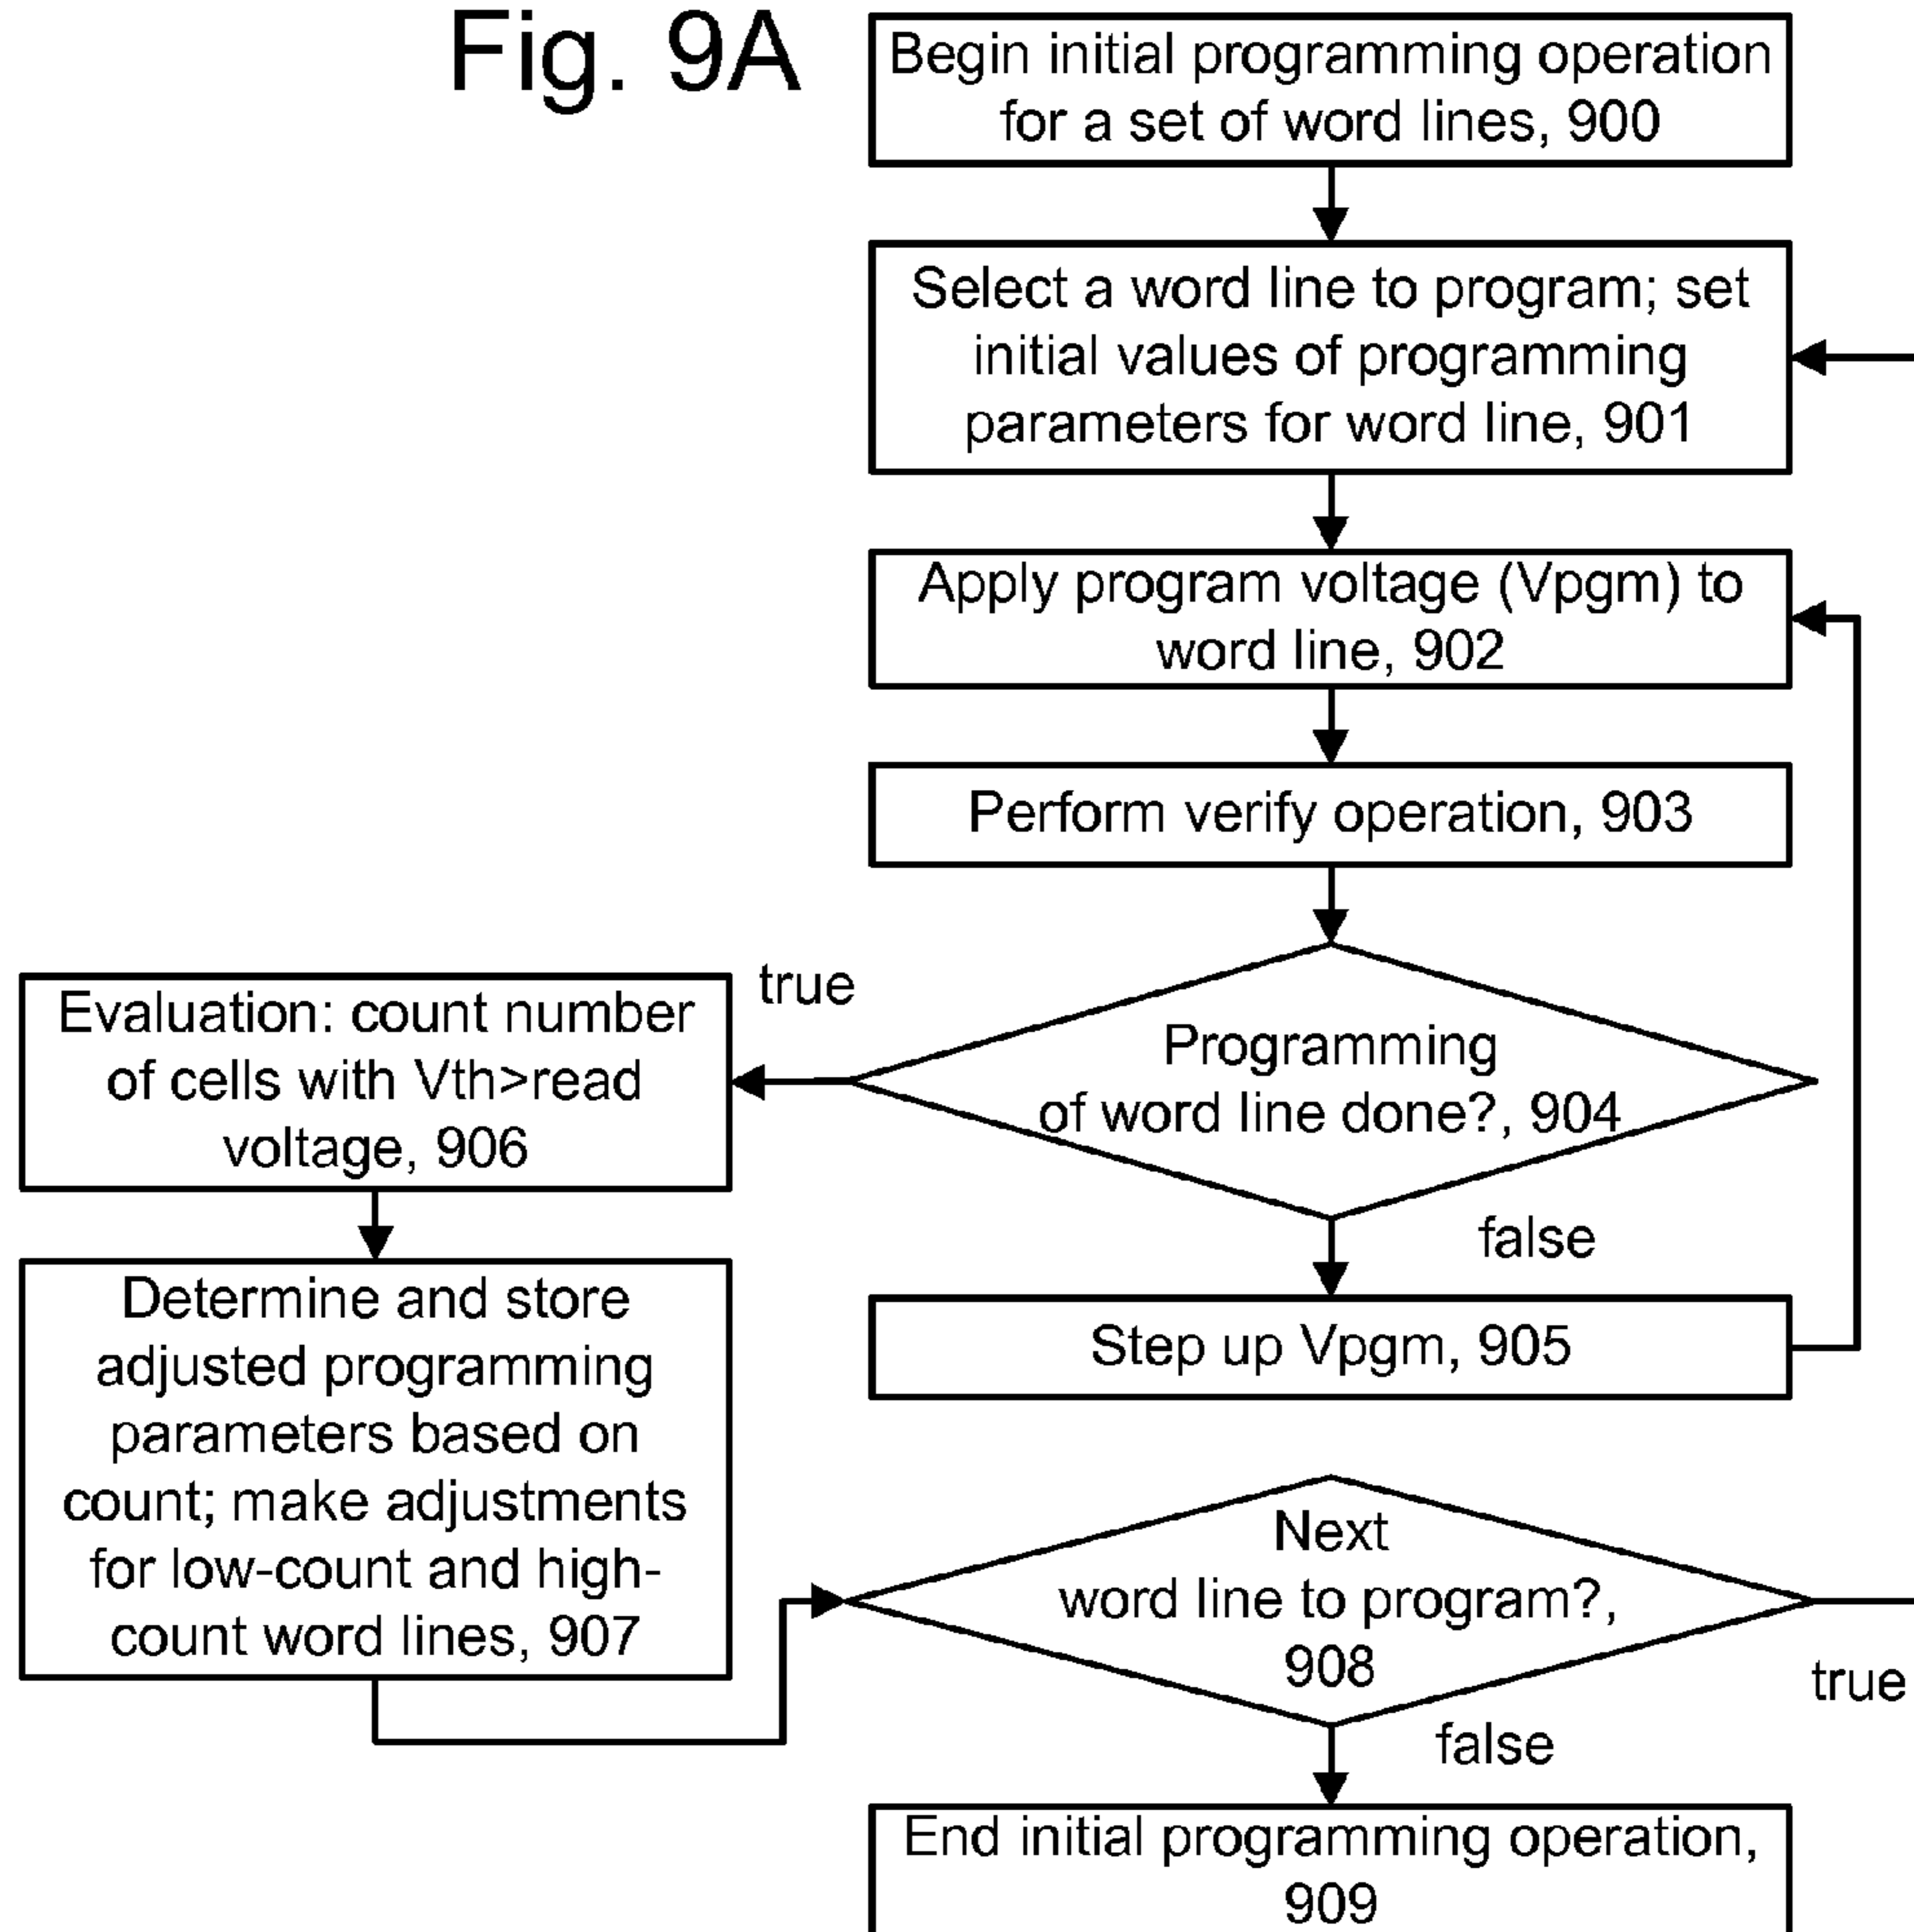 Fig. 9A
Begin initial programming operation
for a set of word lines, 900
Select a word line to program; set
initial values of programming
parameters for word line, 901
Apply program voltage (Vpgm) to
word line, 902
Perform verify operation, 903
true
Programming
of word line done?, 904
false
Evaluation: count number
of cells with Vth>read
voltage, 906
Step up Vpgm, 905
Determine and store
adjusted programming
parameters based on
count; make adjustments
for low-count and high-
count word lines, 907
Next
word line to program?,
908
true
false
End initial programming operation,
909